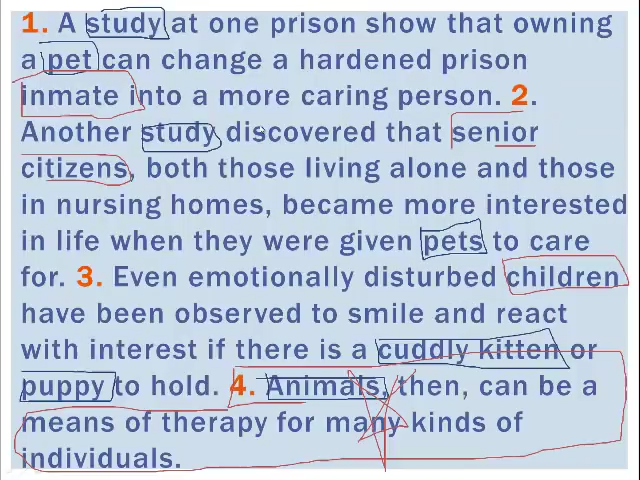 1. A study at one prison show that owning
a pet can change a hardened prison
inmate into a more caring person. 2.
Another study discovered that senior
citizens, both those living alone and those
in nursing homes, became more interested
in life when they were given pets to care
for. 3. Even emotionally disturbed children
have been observed to smile and react
with interest if there is a cuddly kitten or
puppy to hold. 4. Animals, then, can be a
means of therapy for many kinds of
individuals.